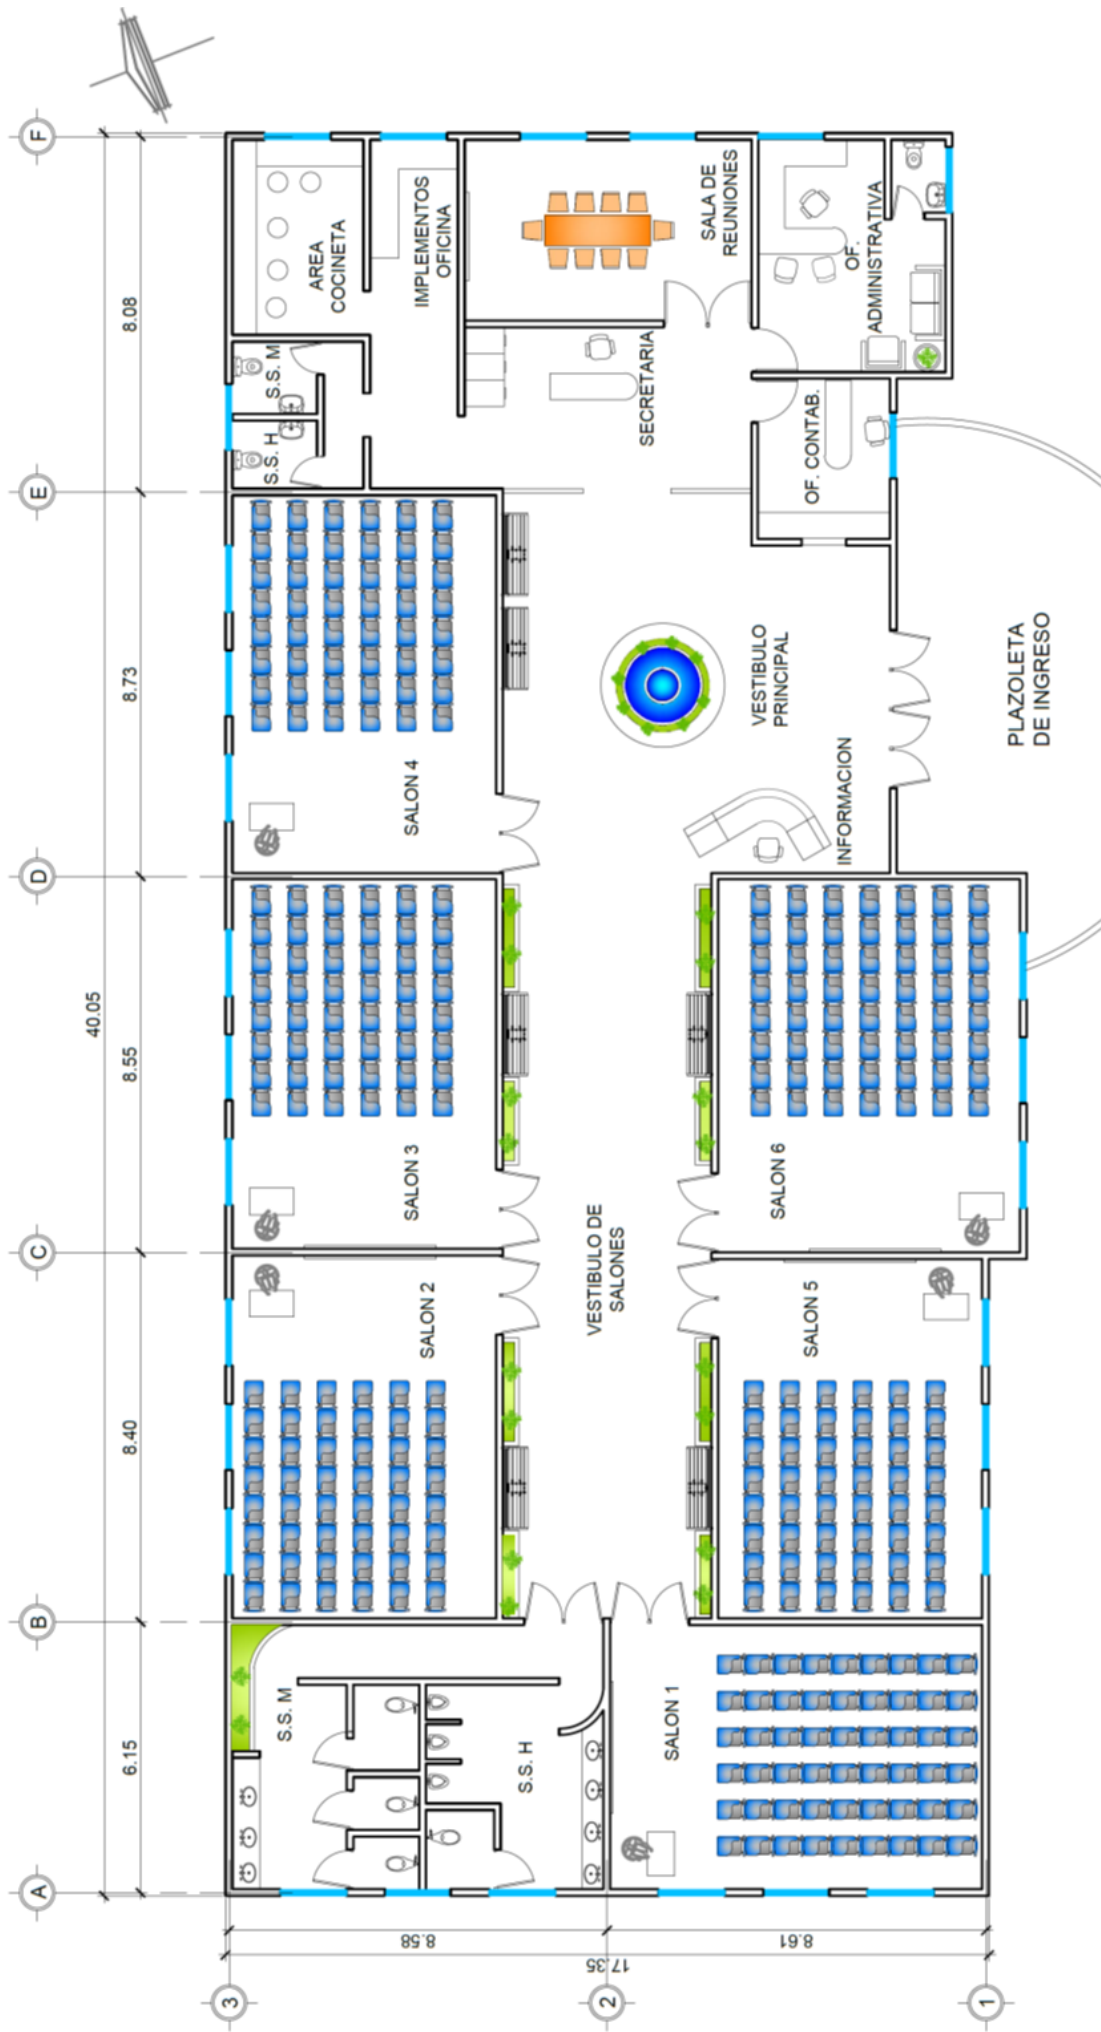 F
E
D
C
B
A
40.05
8.08
8.73
8.55
8.40
6.15
AREA
COCINETA
IMPLEMENTOS
OFICINA
SALA DE
REUNIONES
OF.
ADMINISTRATIVA
S.S. M
S.S. H
SECRETARIA
OF. CONTAB.
SALON 4
VESTIBULO
PRINCIPAL
INFORMACION
PLAZOLETA
DE INGRESO
SALON 3
SALON 6
VESTIBULO DE
SALONES
SALON 2
SALON 5
S.S. M
S.S. H
SALON 1
8.58
8.61
17.35
3
2
1